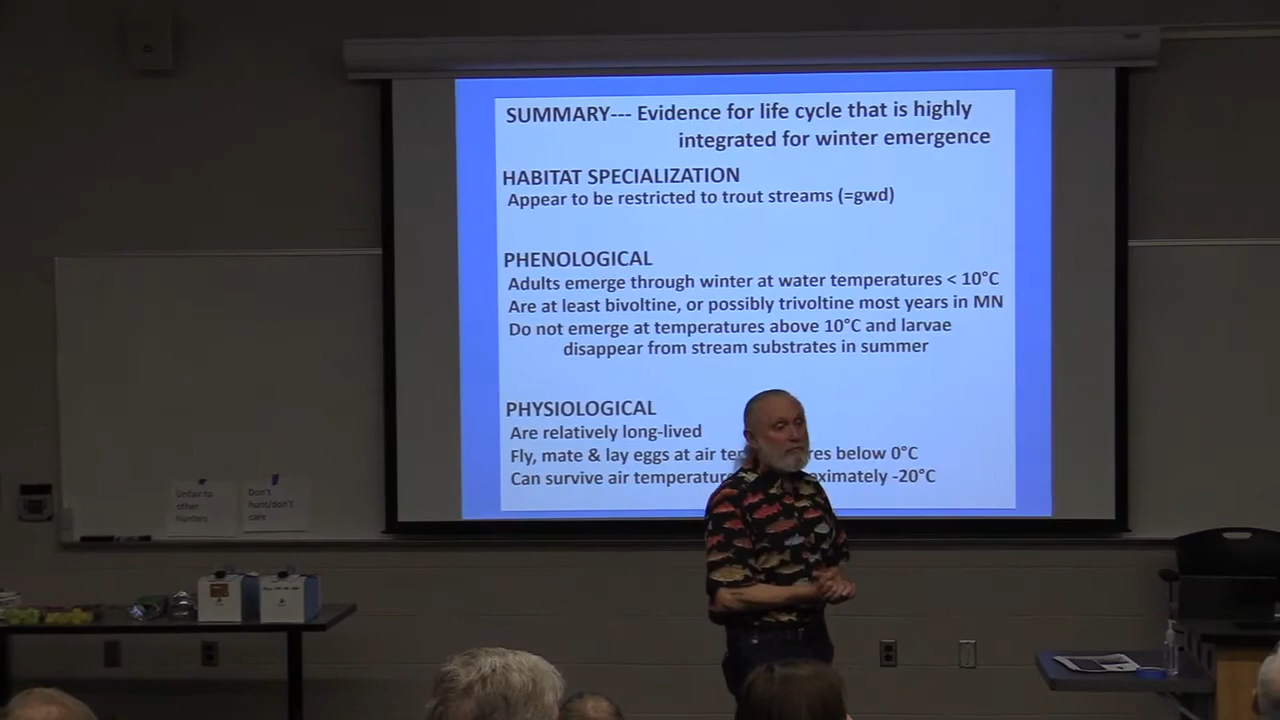 SUMMARY--- Evidence for life cycle that is highly
integrated for winter emergence
HABITAT SPECIALIZATION
Appear to be restricted to trout streams (=gwd)
PHENOLOGICAL
Adults emerge through winter at water temperatures < 10°C
Are at least bivoltine, or possibly trivoltine most years in MN
Do not emerge at temperatures above 10°C and larvae
disappear from stream substrates in summer
PHYSIOLOGICAL
Are relatively long-lived
Fly, mate & lay eggs at air te res below 0°C
Can survive air temperatur ximately -20°C
Unfair to
other
Hunters
Don't
hunt/don't
care